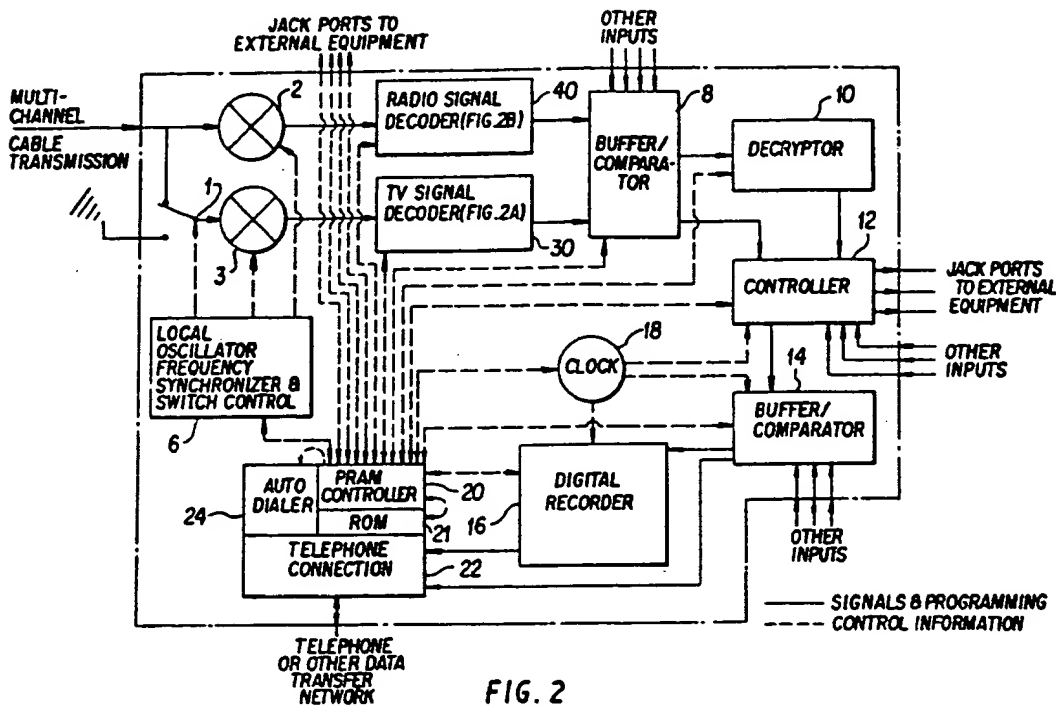 JACK PORTS TO
EXTERNAL EQUIPMENT
OTHER
INPUTS
MULTI-
CHANNEL
CABLE
TRANSMISSION
2
RADIO SIGNAL
DECODER(FIG.2B)
40
8
BUFFER/
COMPARA-
TOR
10
DECRYPTOR
1
3
TV SIGNAL
DECODER(FIG.2A)
30
12
CONTROLLER
JACK PORTS
TO EXTERNAL
EQUIPMENT
OTHER
INPUTS
LOCAL
OSCILLATOR
FREQUENCY
SYNCHRONIZER &
SWITCH CONTROL
6
18
CLOCK
14
BUFFER/
COMPARATOR
OTHER
INPUTS
AUTO
DIALER
24
PRAM
CONTROLLER
20
ROM
21
TELEPHONE
CONNECTION
22
16
DIGITAL
RECORDER
SIGNALS & PROGRAMMING
CONTROL INFORMATION
TELEPHONE
OR OTHER DATA
TRANSFER
NETWORK
FIG. 2